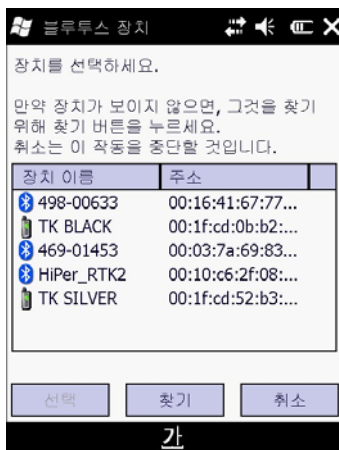 블루투스 장치
장치를 선택하세요.
만약 장치가 보이지 않으면, 그것을 찾기
위해 찾기 버튼을 누르세요.
취소는 이 작동을 중단할 것입니다.
장치 이름 주소
498-00633 00:16:41:67:77...
TK BLACK 00:1f:cd:0b:b2:...
469-01453 00:03:7a:69:83...
HiPer_RTK2 00:10:c6:2f:08:...
TK SILVER 00:1f:cd:52:b3:...
선택 찾기 취소
가